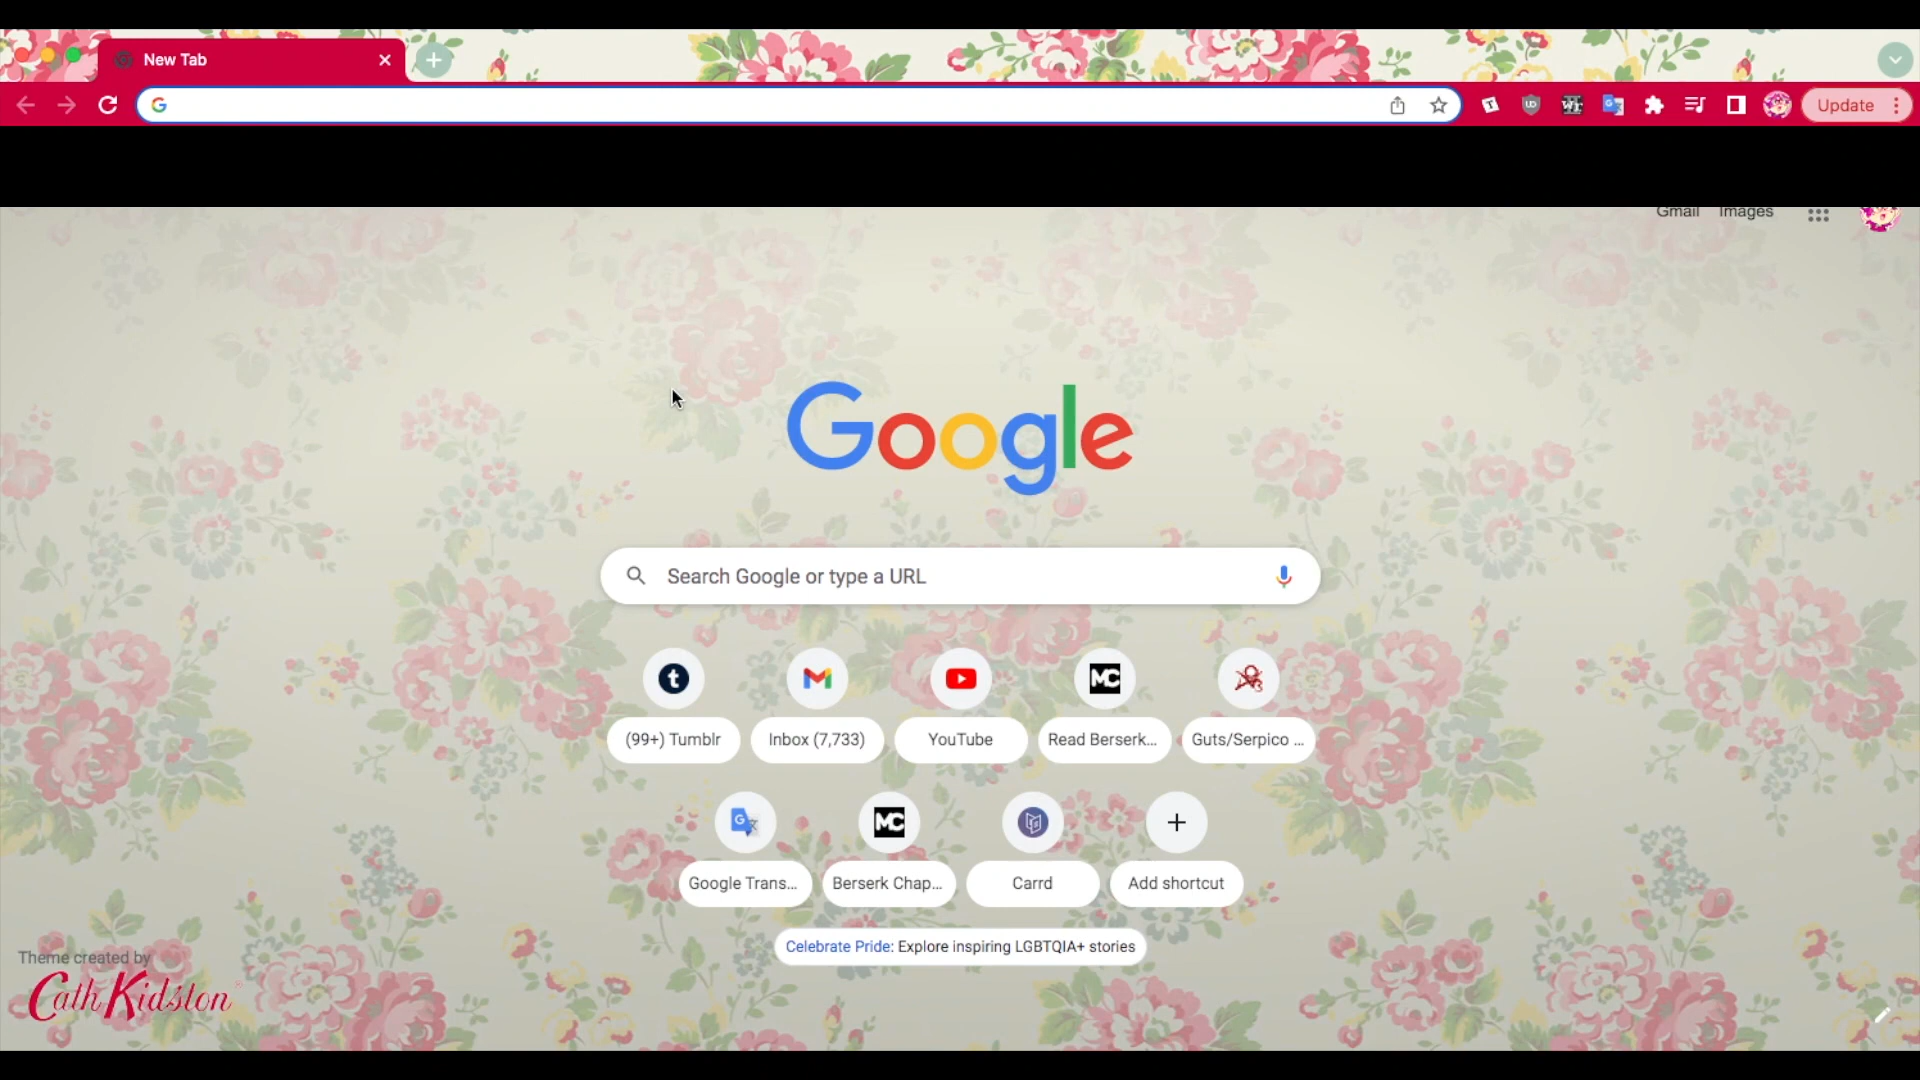 New Tab
Update
Gmail Images
Google
Search Google or type a URL
(99+) Tumblr
Inbox (7,733)
YouTube
Read Berserk...
Guts/Serpico ...
Google Trans...
Berserk Chap...
Carrd
Add shortcut
Celebrate Pride: Explore inspiring LGBTQIA+ stories
Theme created by
Cath Kidston